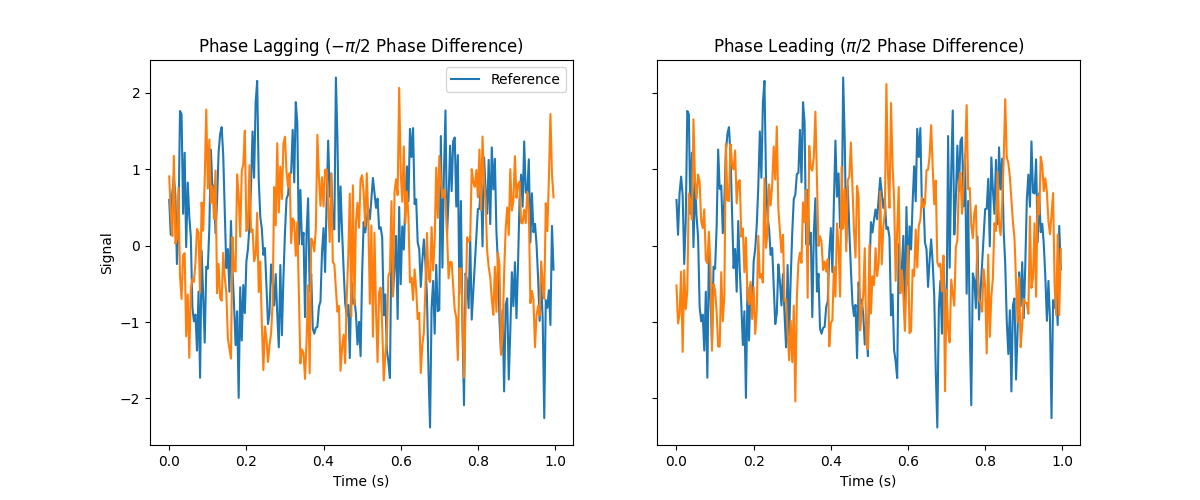 Phase Lagging (−π/2 Phase Difference)
Reference
2
1
0
−1
−2
Signal
0.0 0.2 0.4 0.6 0.8 1.0
Time (s)
Phase Leading (π/2 Phase Difference)
0.0 0.2 0.4 0.6 0.8 1.0
Time (s)